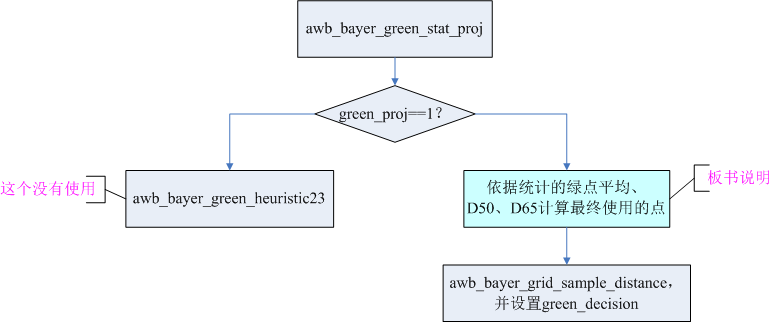 awb_bayer_green_stat_proj
green_proj==1?
这个没有使用
awb_bayer_green_heuristic23
依据统计的绿点平均、
D50、D65计算最终使用的点
板书说明
awb_bayer_grid_sample_distance,
并设置green_decision